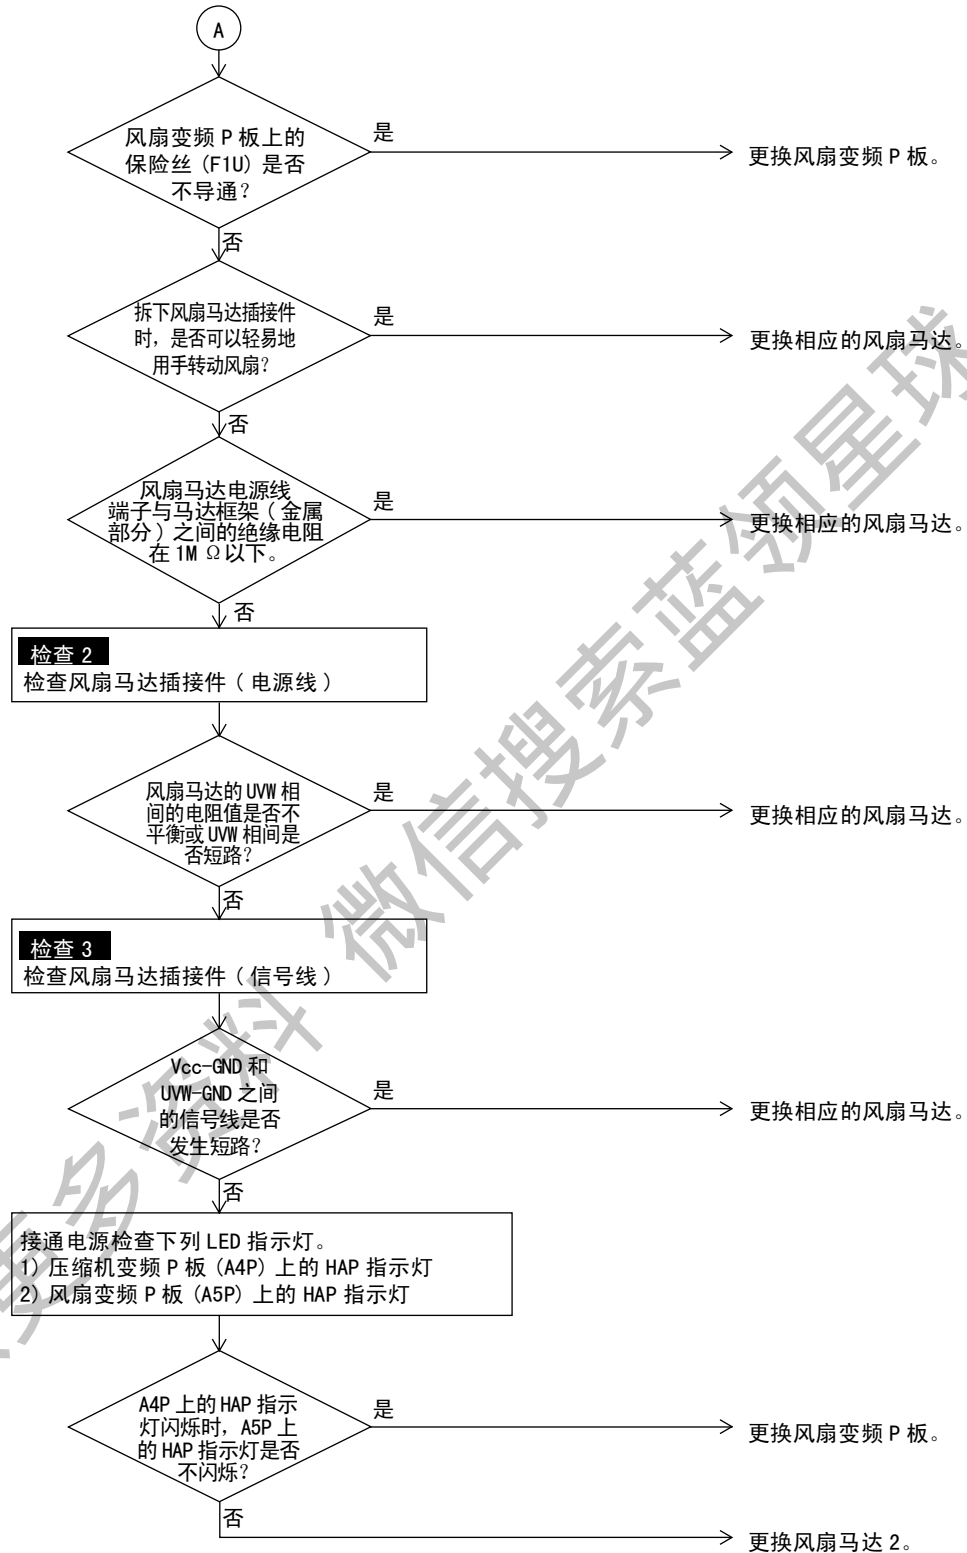 A
风扇变频 P 板上的
保险丝 (F1U) 是否
不导通？
是
更换风扇变频 P 板。
否
拆下风扇马达插接件
时，是否可以轻易地
用手转动风扇？
是
更换相应的风扇马达。
否
风扇马达电源线
端子与马达框架（金属
部分）之间的绝缘电阻
在 1M Ω以下。
是
更换相应的风扇马达。
否
检查 2
检查风扇马达插接件（电源线）
风扇马达的 UVW 相
间的电阻值是否不
平衡或 UVW 相间是
否短路？
是
更换相应的风扇马达。
否
检查 3
检查风扇马达插接件（信号线）
Vcc-GND 和
UVW-GND 之间
的信号线是否
发生短路？
是
更换相应的风扇马达。
否
接通电源检查下列 LED 指示灯。
1) 压缩机变频 P 板 (A4P) 上的 HAP 指示灯
2) 风扇变频 P 板 (A5P) 上的 HAP 指示灯
A4P 上的 HAP 指示
灯闪烁时，A5P 上
的 HAP 指示灯是否
不闪烁？
是
更换风扇变频 P 板。
否
更换风扇马达 2。
更多资料 微信搜索蓝领星球